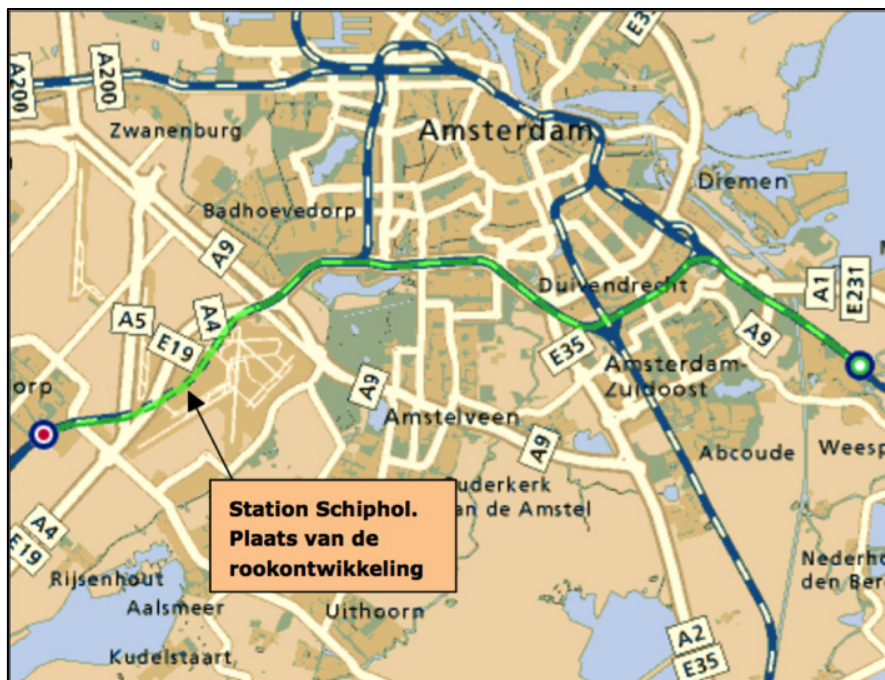 A200
A200
Zwanenburg
Amsterdam
Diemen
Badhoevedorp
A9
A5
A4
E19
Duivendrecht
A1
E231
E35
A9
orp
Amsterdam-
Zuidoost
A9
Amstelveen
A9
Abcoude
Weesp
Station Schiphol.
Plaats van de
rookontwikkeling
uderkerk
an de Amstel
A4
E19
Rijsenhout
Aalsmeer
Uithoorn
Kudelstaart
Nederho
den Ber
A2
E35